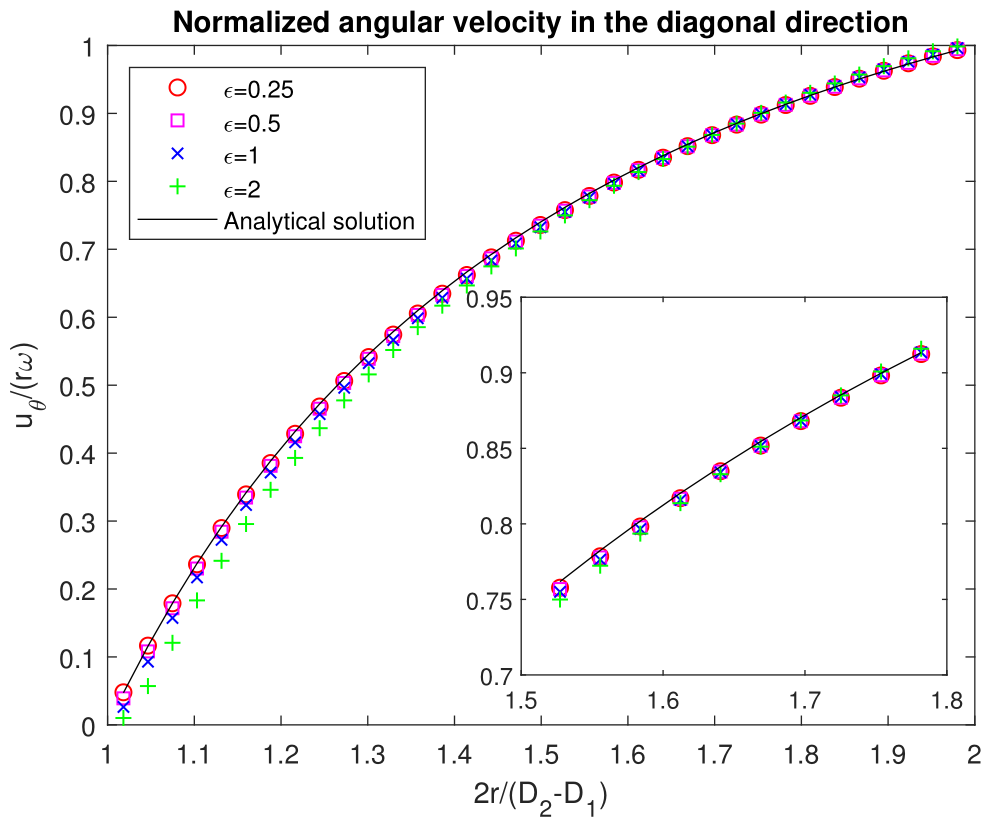 Normalized angular velocity in the diagonal direction
1
0.9
0.8
0.7
0.6
0.5
0.4
0.3
0.2
0.1
0
u_θ/(rω)
ϵ=0.25
ϵ=0.5
ϵ=1
ϵ=2
Analytical solution
0.95
0.9
0.85
0.8
0.75
0.7
1.5 1.6 1.7 1.8
1 1.1 1.2 1.3 1.4 1.5 1.6 1.7 1.8 1.9 2
2r/(D₂-D₁)